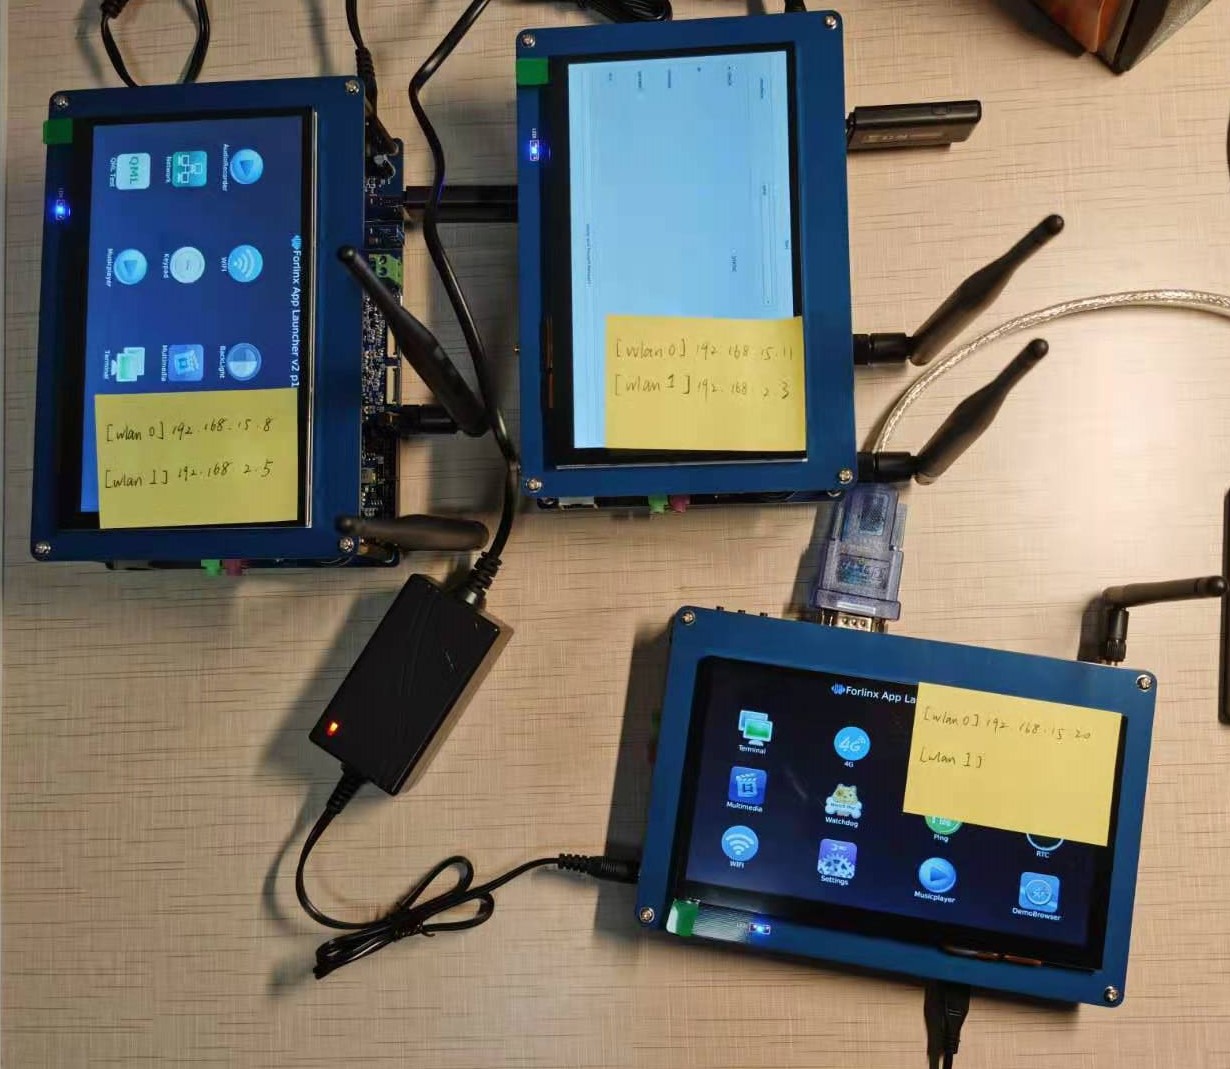 AudioRecorder
Network
QML
QML Test
WiFi
Keypad
Musicplayer
BackLight
Multimedia
Terminal
Forlinx App Launcher v2 p1
[wlan 0] 192.168.15.8
[wlan 1] 192.168 2.5
[wlan 0] 192.168 15.11
[wlan 1] 192.168.2.3
Forlinx App La
[wlan 0] 192.168.15.20
[wlan 1]
Terminal
4G
4G
Multimedia
Watchdog
Ping
RTC
WIFI
Settings
Musicplayer
DemoBrowser